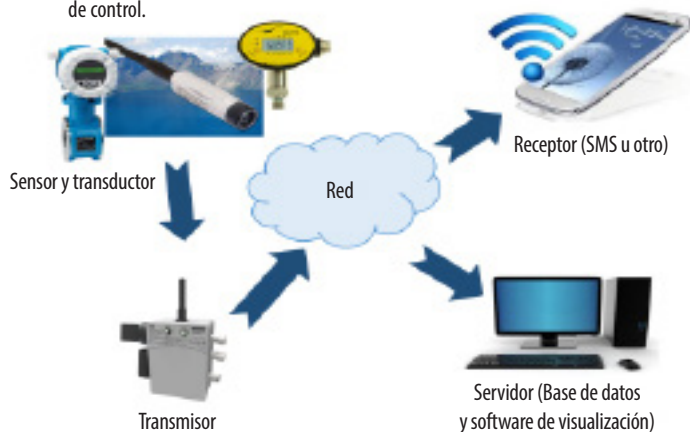 de control.
Sensor y transductor
Red
Receptor (SMS u otro)
Transmisor
Servidor (Base de datos
y software de visualización)